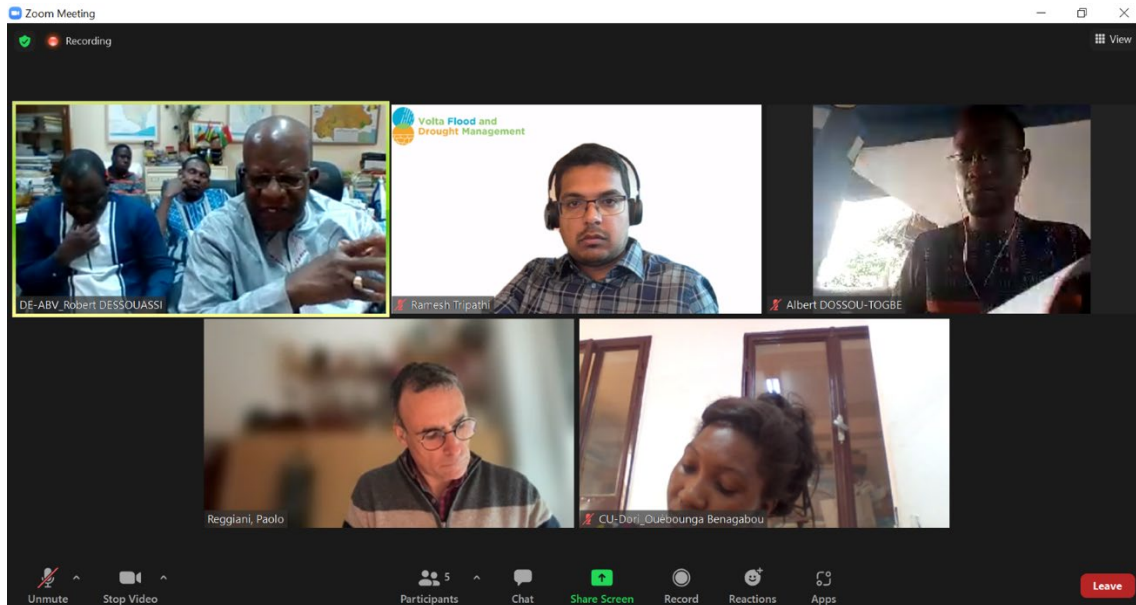 Zoom Meeting
Recording
View
Volta Flood and
Drought Management
DE-ABV_Robert DESSOUASSI
Ramesh Tripathi
Albert DOSSOU-TOGBE
Reggiani, Paolo
CU-Dori_Ouebounga Benagabou
5
Unmute
Stop Video
Participants
Chat
Share Screen
Record
Reactions
Apps
Leave